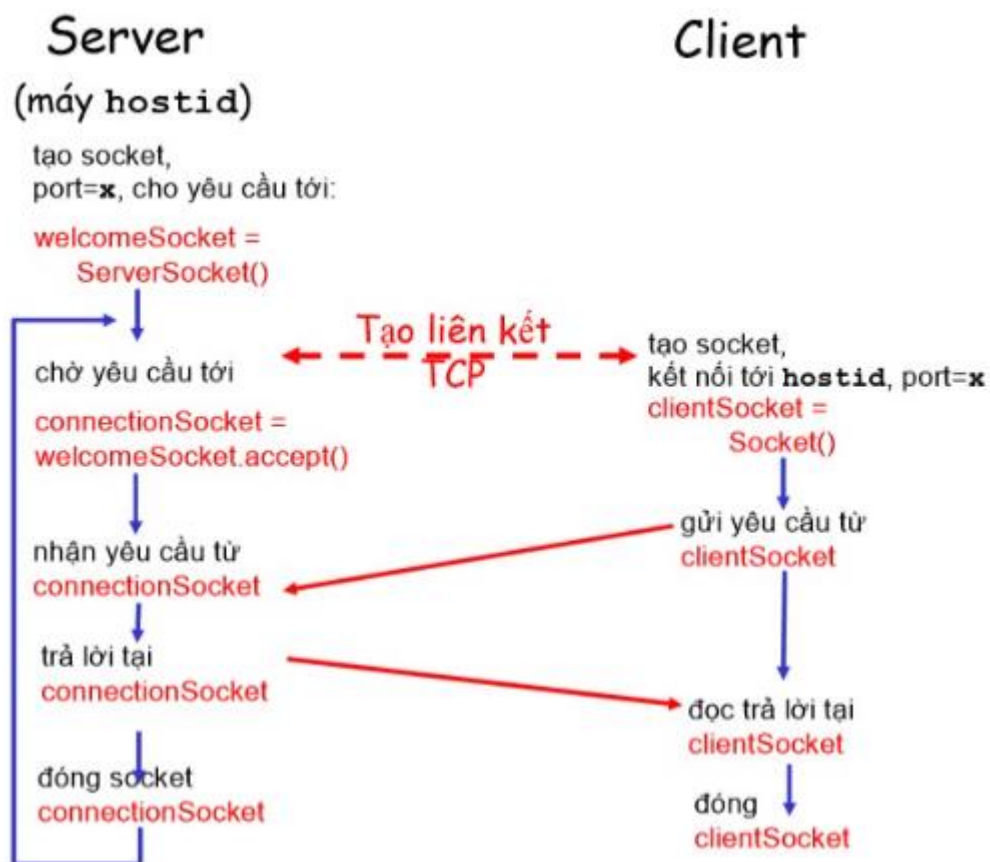 Server
(máy hostid)
tạo socket,
port=x, cho yêu cầu tới:
welcomeSocket =
ServerSocket()
chờ yêu cầu tới
connectionSocket =
welcomeSocket.accept()
nhận yêu cầu từ
connectionSocket
trả lời tại
connectionSocket
đóng socket
connectionSocket
Tạo liên kết
TCP
Client
tạo socket,
kết nối tới hostid, port=x
clientSocket =
Socket()
gửi yêu cầu từ
clientSocket
đọc trả lời tại
clientSocket
đóng
clientSocket